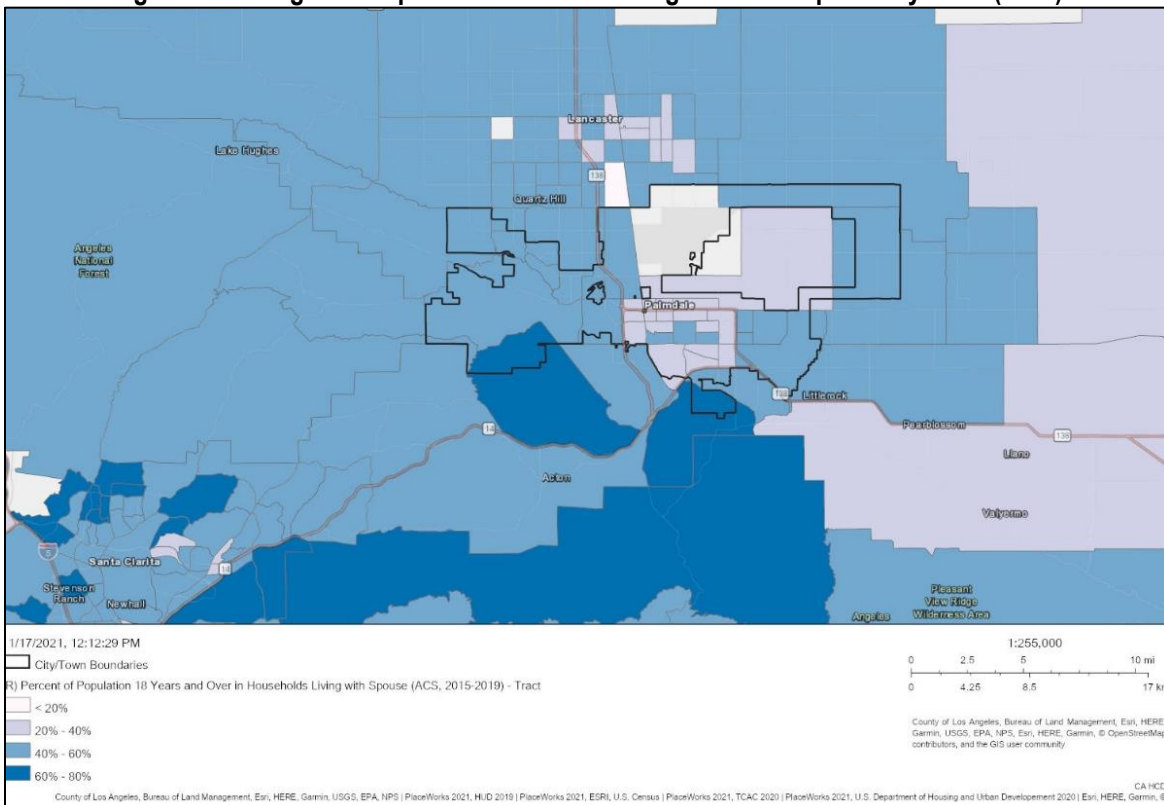 Lancaster
Lake Hughes
138
Quartz Hill
Angeles
National
Forest
Palmdale
138
Littlerock
14
Pearblossom
138
Llano
Acton
Valyermo
5
Santa Clarita
14
Stevenson
Ranch
Newhall
Pleasant
View Ridge
Wilderness Area
Angeles
1/17/2021, 12:12:29 PM
City/Town Boundaries
R) Percent of Population 18 Years and Over in Households Living with Spouse (ACS, 2015-2019) - Tract
< 20%
20% - 40%
40% - 60%
60% - 80%
1:255,000
0 2.5 5 10 mi
0 4.25 8.5 17 km
County of Los Angeles, Bureau of Land Management, Esri, HERE,
Garmin, USGS, EPA, NPS, Esri, HERE, Garmin, © OpenStreetMap
contributors, and the GIS user community
CA HCD
County of Los Angeles, Bureau of Land Management, Esri, HERE, Garmin, USGS, EPA, NPS | PlaceWorks 2021, HUD 2019 | PlaceWorks 2021, ESRI, U.S. Census | PlaceWorks 2021, TCAC 2020 | PlaceWorks 2021, U.S. Department of Housing and Urban Developement 2020 | Esri, HERE, Garmin, ©